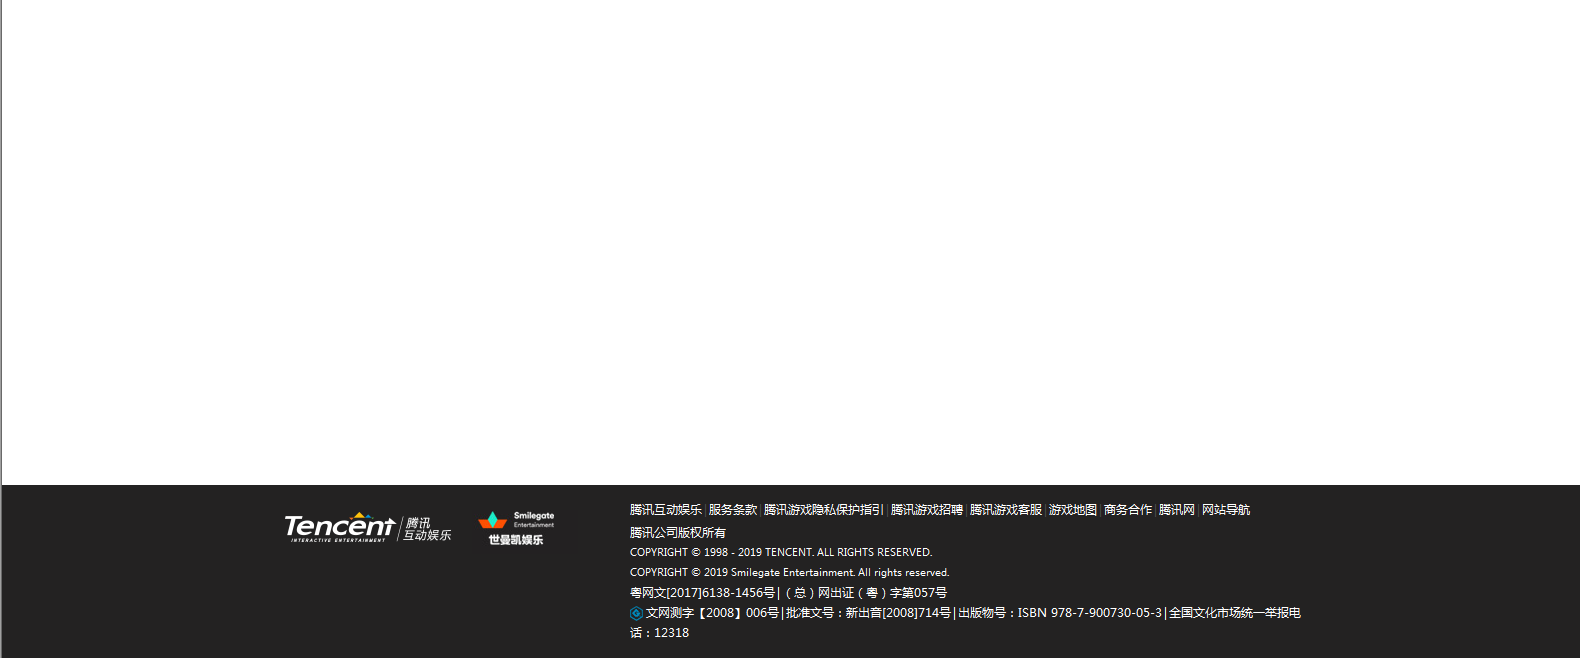 Tencent
INTERACTIVE ENTERTAINMENT
腾讯
互动娱乐
Smilegate
Entertainment
世曼凯娱乐
腾讯互动娱乐 | 服务条款 | 腾讯游戏隐私保护指引 | 腾讯游戏招聘 | 腾讯游戏客服 | 游戏地图 | 商务合作 | 腾讯网 | 网站导航
腾讯公司版权所有
COPYRIGHT © 1998 - 2019 TENCENT. ALL RIGHTS RESERVED.
COPYRIGHT © 2019 Smilegate Entertainment. All rights reserved.
粤网文[2017]6138-1456号|（总）网出证（粤）字第057号
文网测字【2008】006号|批准文号：新出音[2008]714号|出版物号：ISBN 978-7-900730-05-3|全国文化市场统一举报电
话：12318